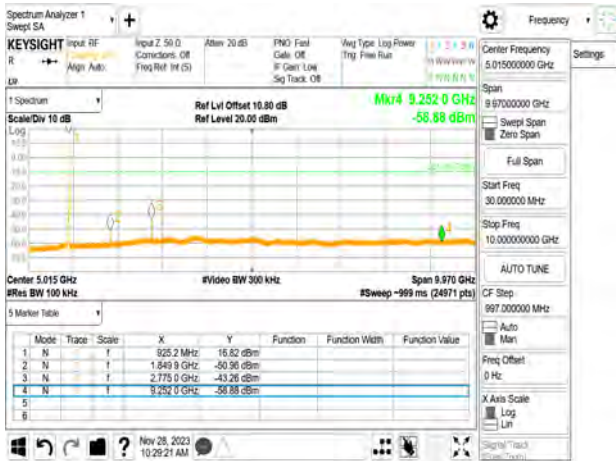 Spectrum Analyzer 1
Swept SA
+
Frequency
KEYSIGHT
Input: RF
Align: Auto
R
Input Z: 50 Ω
Corrections: Off
Freq Ref: Int (S)
Atten: 20 dB
PNO: Fast
Gate: Off
IF Gain: Low
Sig Track: Off
Avg Type: Log-Power
Trig: Free Run
Center Frequency
5.015000000 GHz
Settings
Span
9.97000000 GHz
Swept Span
Zero Span
Full Span
Start Freq
30.000000 MHz
Stop Freq
10.000000000 GHz
AUTO TUNE
CF Step
997.000000 MHz
Auto
Man
Freq Offset
0 Hz
X Axis Scale
Log
Lin
Signal Track
(Span Zoom)
1 Spectrum
Scale/Div 10 dB
Log
Ref Lvl Offset 10.80 dB
Ref Level 20.00 dBm
Mkr4 9.252 0 GHz
-58.88 dBm
Center 5.015 GHz
#Res BW 100 kHz
#Video BW 300 kHz
Span 9.970 GHz
#Sweep ~999 ms (24971 pts)
5 Marker Table
Mode Trace Scale X Y Function Function Width Function Value
1 N f 925.2 MHz 16.82 dBm
2 N f 1.849 9 GHz -50.96 dBm
3 N f 2.775 0 GHz -43.26 dBm
4 N f 9.252 0 GHz -58.88 dBm
5
6
?
Nov 28, 2023
10:29:21 AM